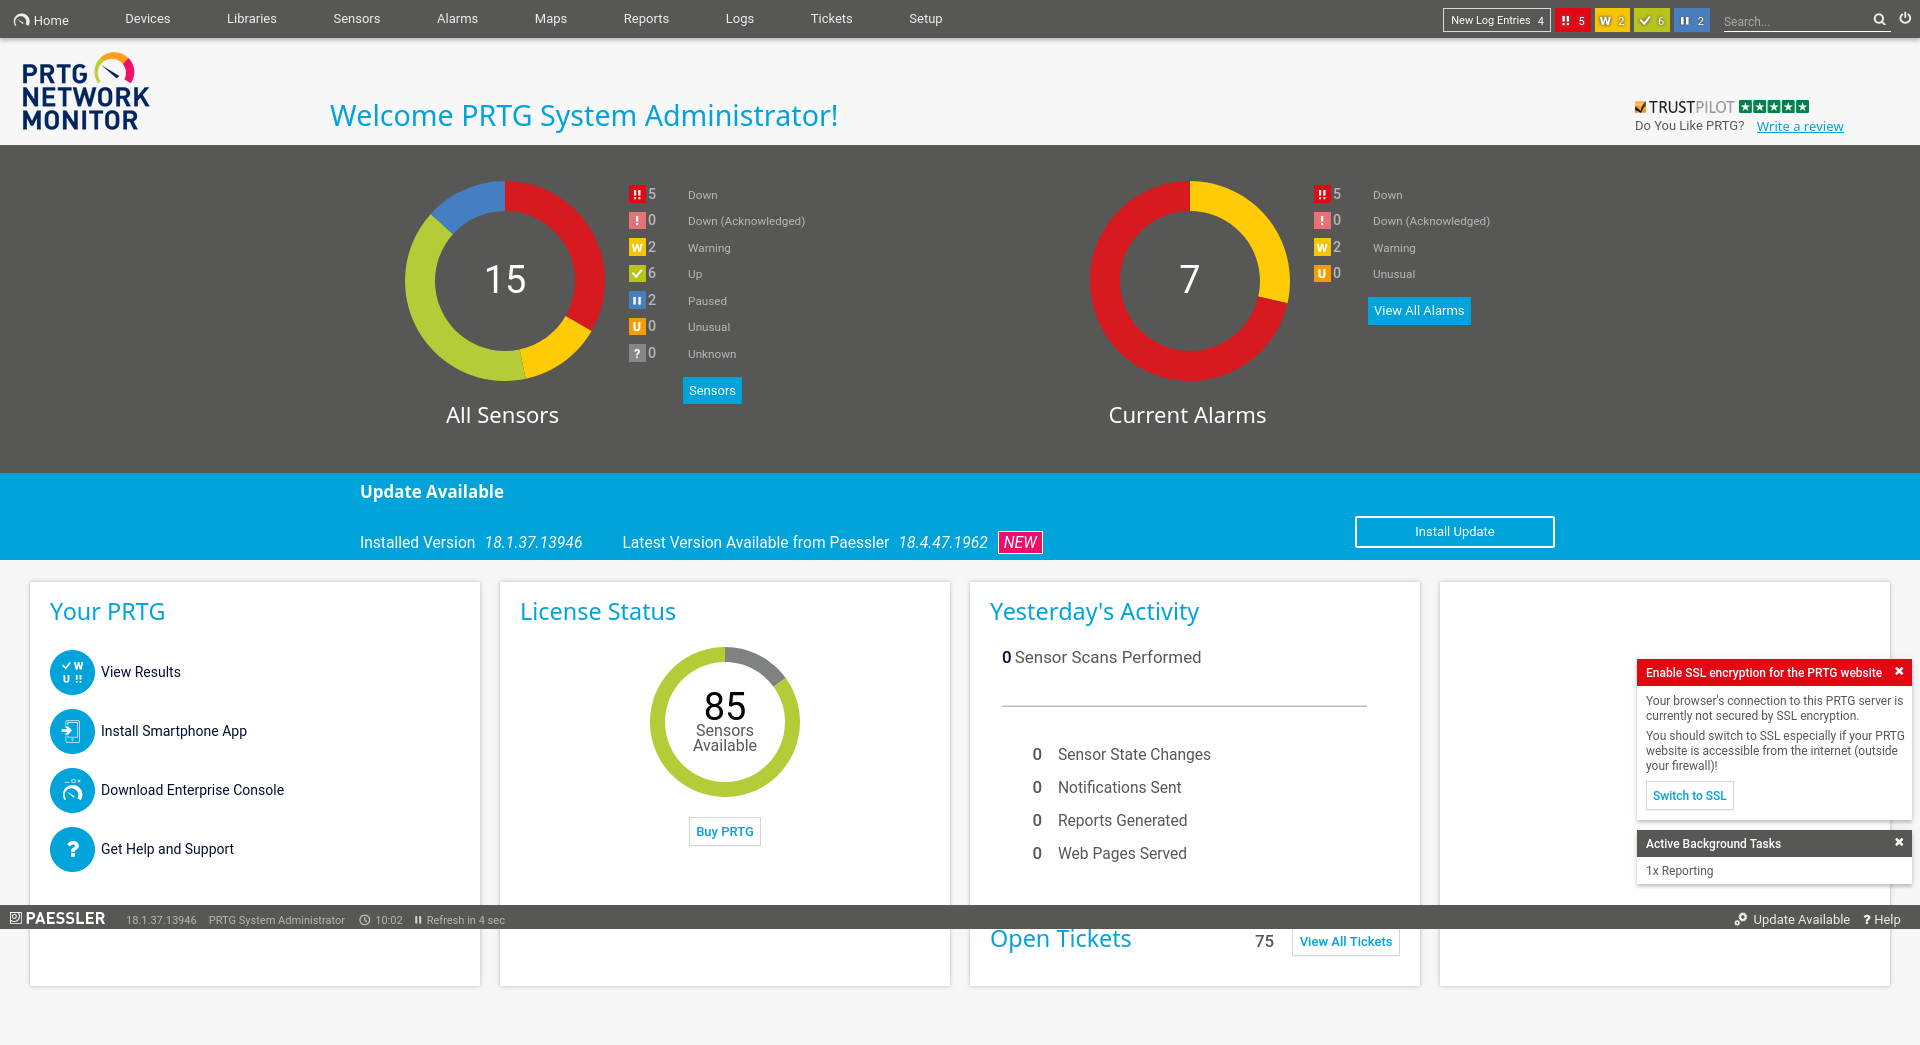 Home Devices Libraries Sensors Alarms Maps Reports Logs Tickets Setup New Log Entries 4 !! 5 W 2 6 2 Search...
PRTG
NETWORK
MONITOR
Welcome PRTG System Administrator!
TRUSTPILOT
Do You Like PRTG? Write a review
15
All Sensors
!! 5 Down
! 0 Down (Acknowledged)
W 2 Warning
6 Up
2 Paused
U 0 Unusual
? 0 Unknown
Sensors
7
Current Alarms
!! 5 Down
! 0 Down (Acknowledged)
W 2 Warning
U 0 Unusual
View All Alarms
Update Available
Installed Version 18.1.37.13946 Latest Version Available from Paessler 18.4.47.1962 NEW
Install Update
Your PRTG
W
U !!
View Results
Install Smartphone App
Download Enterprise Console
? Get Help and Support
License Status
85
Sensors
Available
Buy PRTG
Yesterday's Activity
0 Sensor Scans Performed
0 Sensor State Changes
0 Notifications Sent
0 Reports Generated
0 Web Pages Served
Open Tickets 75 View All Tickets
Enable SSL encryption for the PRTG website
Your browser's connection to this PRTG server is
currently not secured by SSL encryption.
You should switch to SSL especially if your PRTG
website is accessible from the internet (outside
your firewall)!
Switch to SSL
Active Background Tasks
1x Reporting
PAESSLER 18.1.37.13946 PRTG System Administrator 10:02 Refresh in 4 sec Update Available ? Help